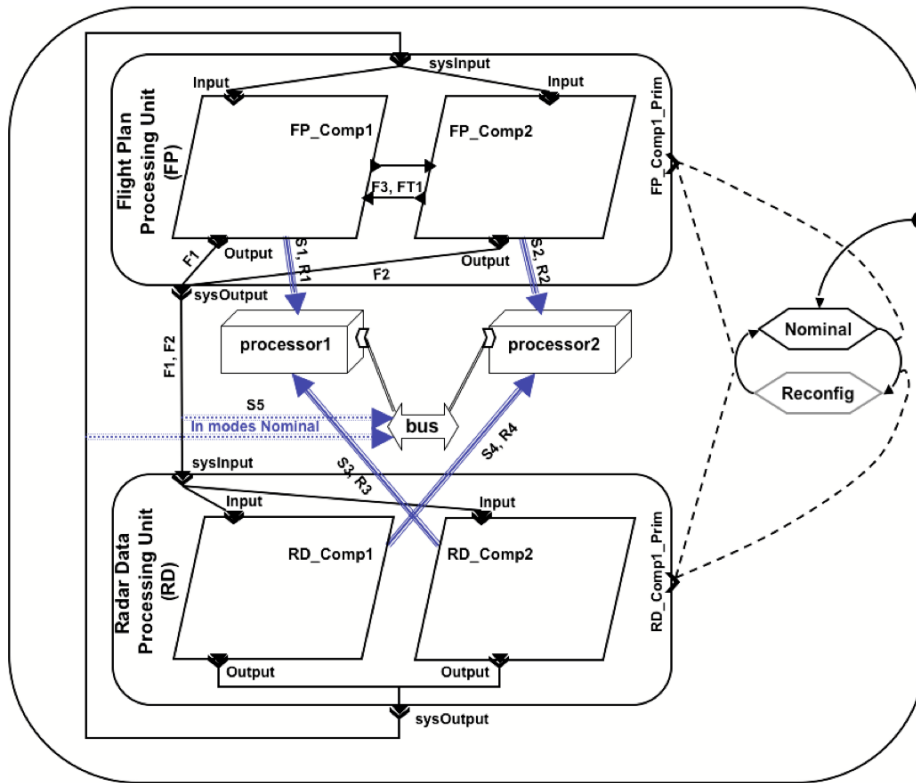 sysInput
Input
Input
Flight Plan
Processing Unit
(FP)
FP_Comp1
FP_Comp2
FP_Comp1_Prim
F3, FT1
F1
Output
S1, R1
F2
Output
S2, R2
sysOutput
F1, F2
processor1
processor2
Nominal
Reconfig
S5
In modes Nominal
bus
S3, R3
S4, R4
sysInput
Input
Input
Radar Data
Processing Unit
(RD)
RD_Comp1
RD_Comp2
RD_Comp1_Prim
Output
Output
sysOutput